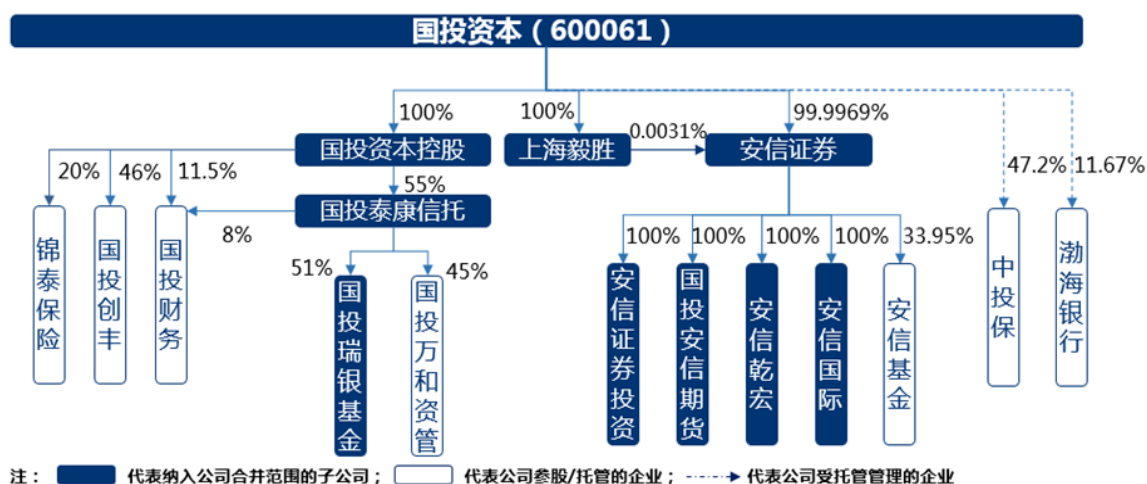 国投资本（600061）
100%
100%
99.9969%
国投资本控股
上海毅胜
0.0031%
安信证券
20%
46%
11.5%
55%
47.2%
11.67%
国投泰康信托
8%
锦泰保险
国投创丰
国投财务
51%
45%
国投瑞银基金
国投万和资管
100%
100%
100%
100%
33.95%
安信证券投资
国投安信期货
安信乾宏
安信国际
安信基金
中投保
渤海银行
注： 代表纳入公司合并范围的子公司； 代表公司参股/托管的企业； 代表公司受托管管理的企业